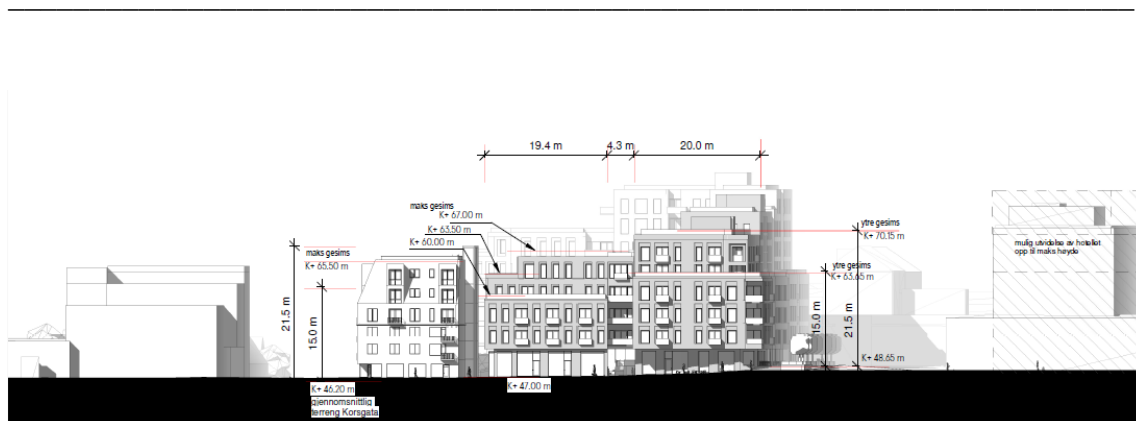 19.4 m
4.3 m
20.0 m
maks gesims
K+ 67.00 m
K+ 63.50 m
K+ 60.00 m
maks gesims
K+ 65.50 m
ytre gesims
K+ 70.15 m
ytre gesims
K+ 63.65 m
mulig utvidelse av hotellet
opp til maks høyde
21.5 m
15.0 m
15.0 m
21.5 m
K+ 48.65 m
K+ 46.20 m
gjennomsnittlig
terreng Korsgata
K+ 47.00 m